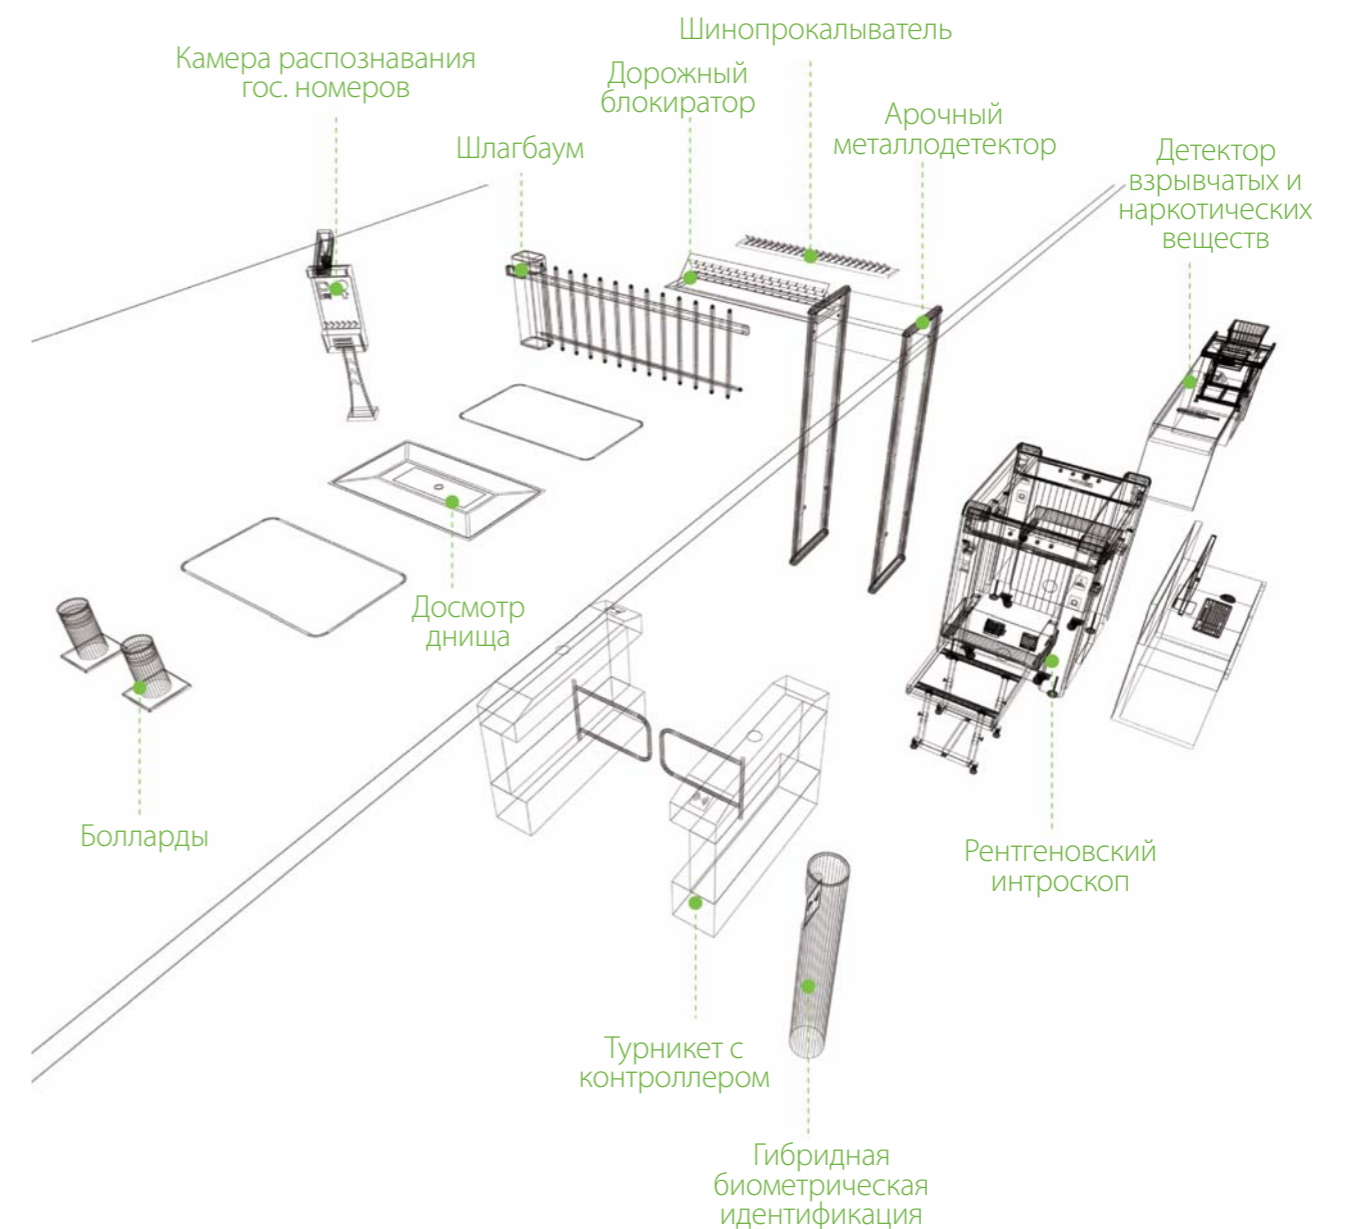 Шинопрокалыватель
Камера распознавания
гос. номеров
Дорожный
блокиратор
Арочный
металлодетектор
Шлагбаум
Детектор
взрывчатых и
наркотических
веществ
Досмотр
днища
Болларды
Рентгеновский
интроскоп
Турникет с
контроллером
Гибридная
биометрическая
идентификация